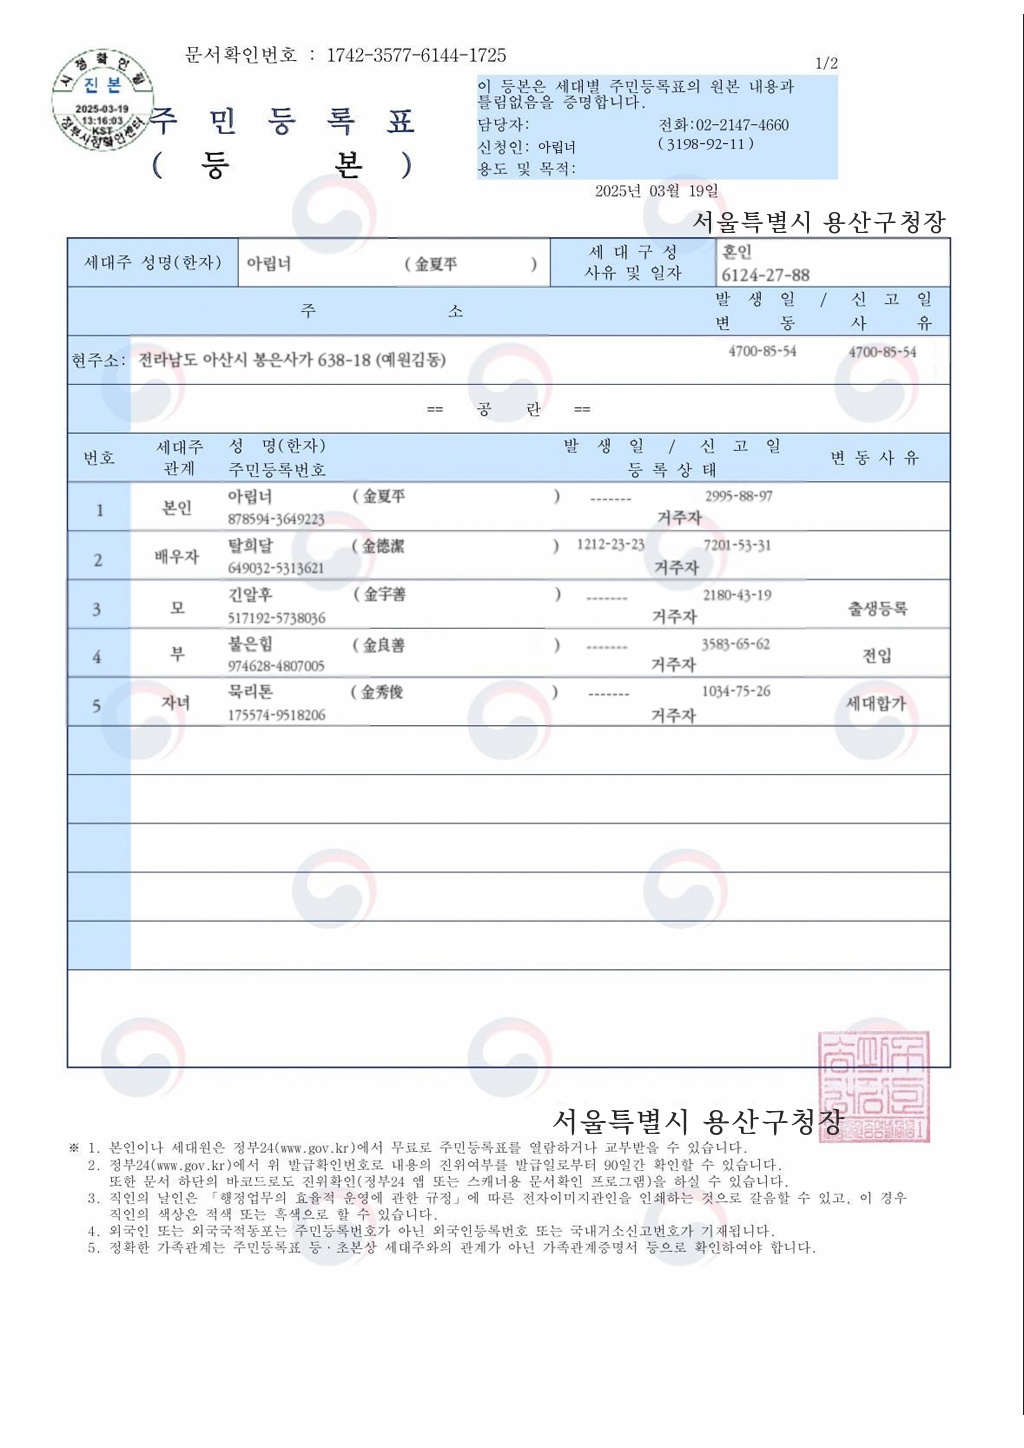 문서확인번호 : 1742-3577-6144-1725
1/2
시점확인필
진본
2025-03-19
13:16:03
KST
정부시점확인센터
주 민 등 록 표
( 등 본 )
이 등본은 세대별 주민등록표의 원본 내용과
틀림없음을 증명합니다.
담당자: 전화:02-2147-4660
신청인: 아립너 (3198-92-11)
용도 및 목적:
2025년 03월 19일
서울특별시 용산구청장
세대주 성명(한자) 아립너 (金夏平 ) 세 대 구 성 사유 및 일자 혼인 6124-27-88
주 소 발 생 일 / 신 고 일
변 동 사 유
현주소: 전라남도 아산시 봉은사가 638-18 (예원김동) 4700-85-54 4700-85-54
== 공 란 ==
번호 세대주 관계 성 명(한자) 주민등록번호 발 생 일 / 신 고 일 등 록 상 태 변 동 사 유
1 본인 아립너 (金夏平 ) ------- 2995-88-97
878594-3649223 거주자
2 배우자 탈희달 (金德潔 ) 1212-23-23 7201-53-31
649032-5313621 거주자
3 모 긴알후 (金宇善 ) ------- 2180-43-19 출생등록
517192-5738036 거주자
4 부 불은힘 (金良善 ) ------- 3583-65-62 전입
974628-4807005 거주자
5 자녀 묵리톤 (金秀俊 ) ------- 1034-75-26 세대합가
175574-9518206 거주자
서울특별시 용산구청장
※ 1. 본인이나 세대원은 정부24(www.gov.kr)에서 무료로 주민등록표를 열람하거나 교부받을 수 있습니다.
2. 정부24(www.gov.kr)에서 위 발급확인번호로 내용의 진위여부를 발급일로부터 90일간 확인할 수 있습니다.
또한 문서 하단의 바코드로도 진위확인(정부24 앱 또는 스캐너용 문서확인 프로그램)을 하실 수 있습니다.
3. 직인의 날인은 「행정업무의 효율적 운영에 관한 규정」에 따른 전자이미지관인을 인쇄하는 것으로 갈음할 수 있고, 이 경우
직인의 색상은 적색 또는 흑색으로 할 수 있습니다.
4. 외국인 또는 외국국적동포는 주민등록번호가 아닌 외국인등록번호 또는 국내거소신고번호가 기재됩니다.
5. 정확한 가족관계는 주민등록표 등·초본상 세대주와의 관계가 아닌 가족관계증명서 등으로 확인하여야 합니다.